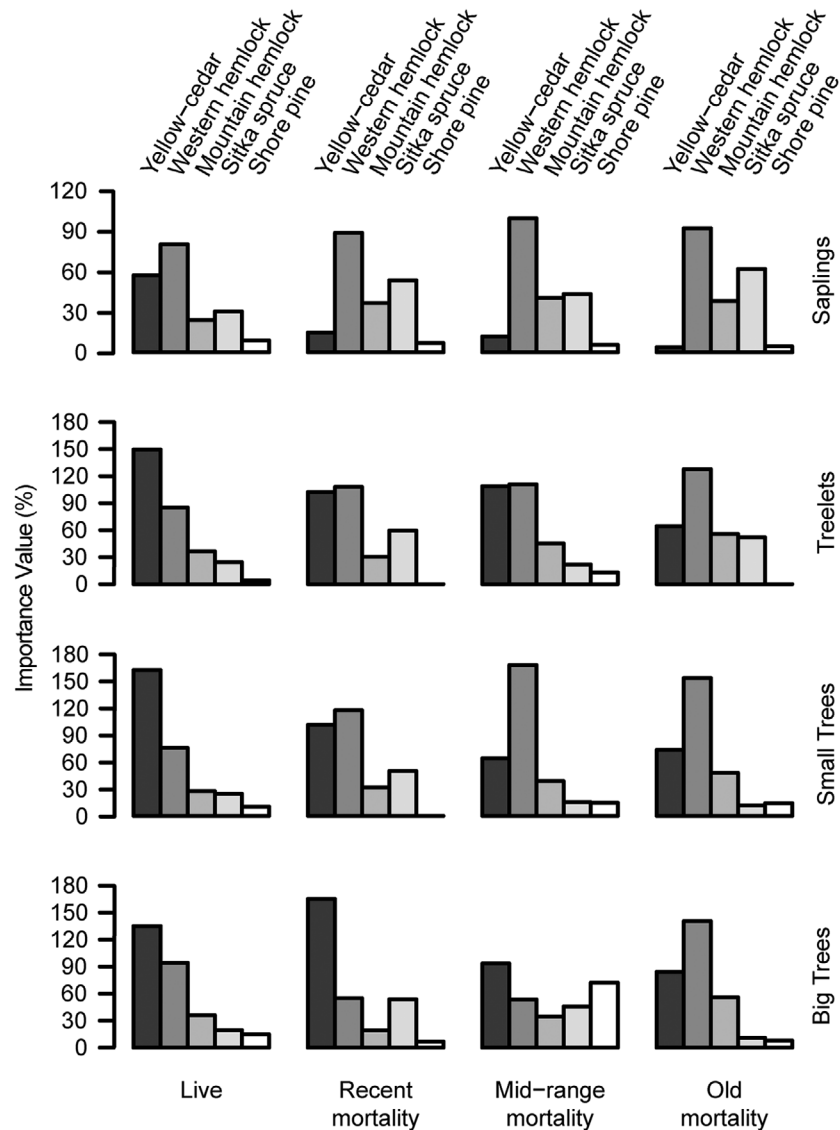 Yellow−cedar
Western hemlock
Mountain hemlock
Sitka spruce
Shore pine
Yellow−cedar
Western hemlock
Mountain hemlock
Sitka spruce
Shore pine
Yellow−cedar
Western hemlock
Mountain hemlock
Sitka spruce
Shore pine
Yellow−cedar
Western hemlock
Mountain hemlock
Sitka spruce
Shore pine
120
90
60
30
0
Saplings
180
150
120
90
60
30
0
Treelets
Importance Value (%)
180
150
120
90
60
30
0
Small Trees
180
150
120
90
60
30
0
Big Trees
Live
Recent
mortality
Mid−range
mortality
Old
mortality